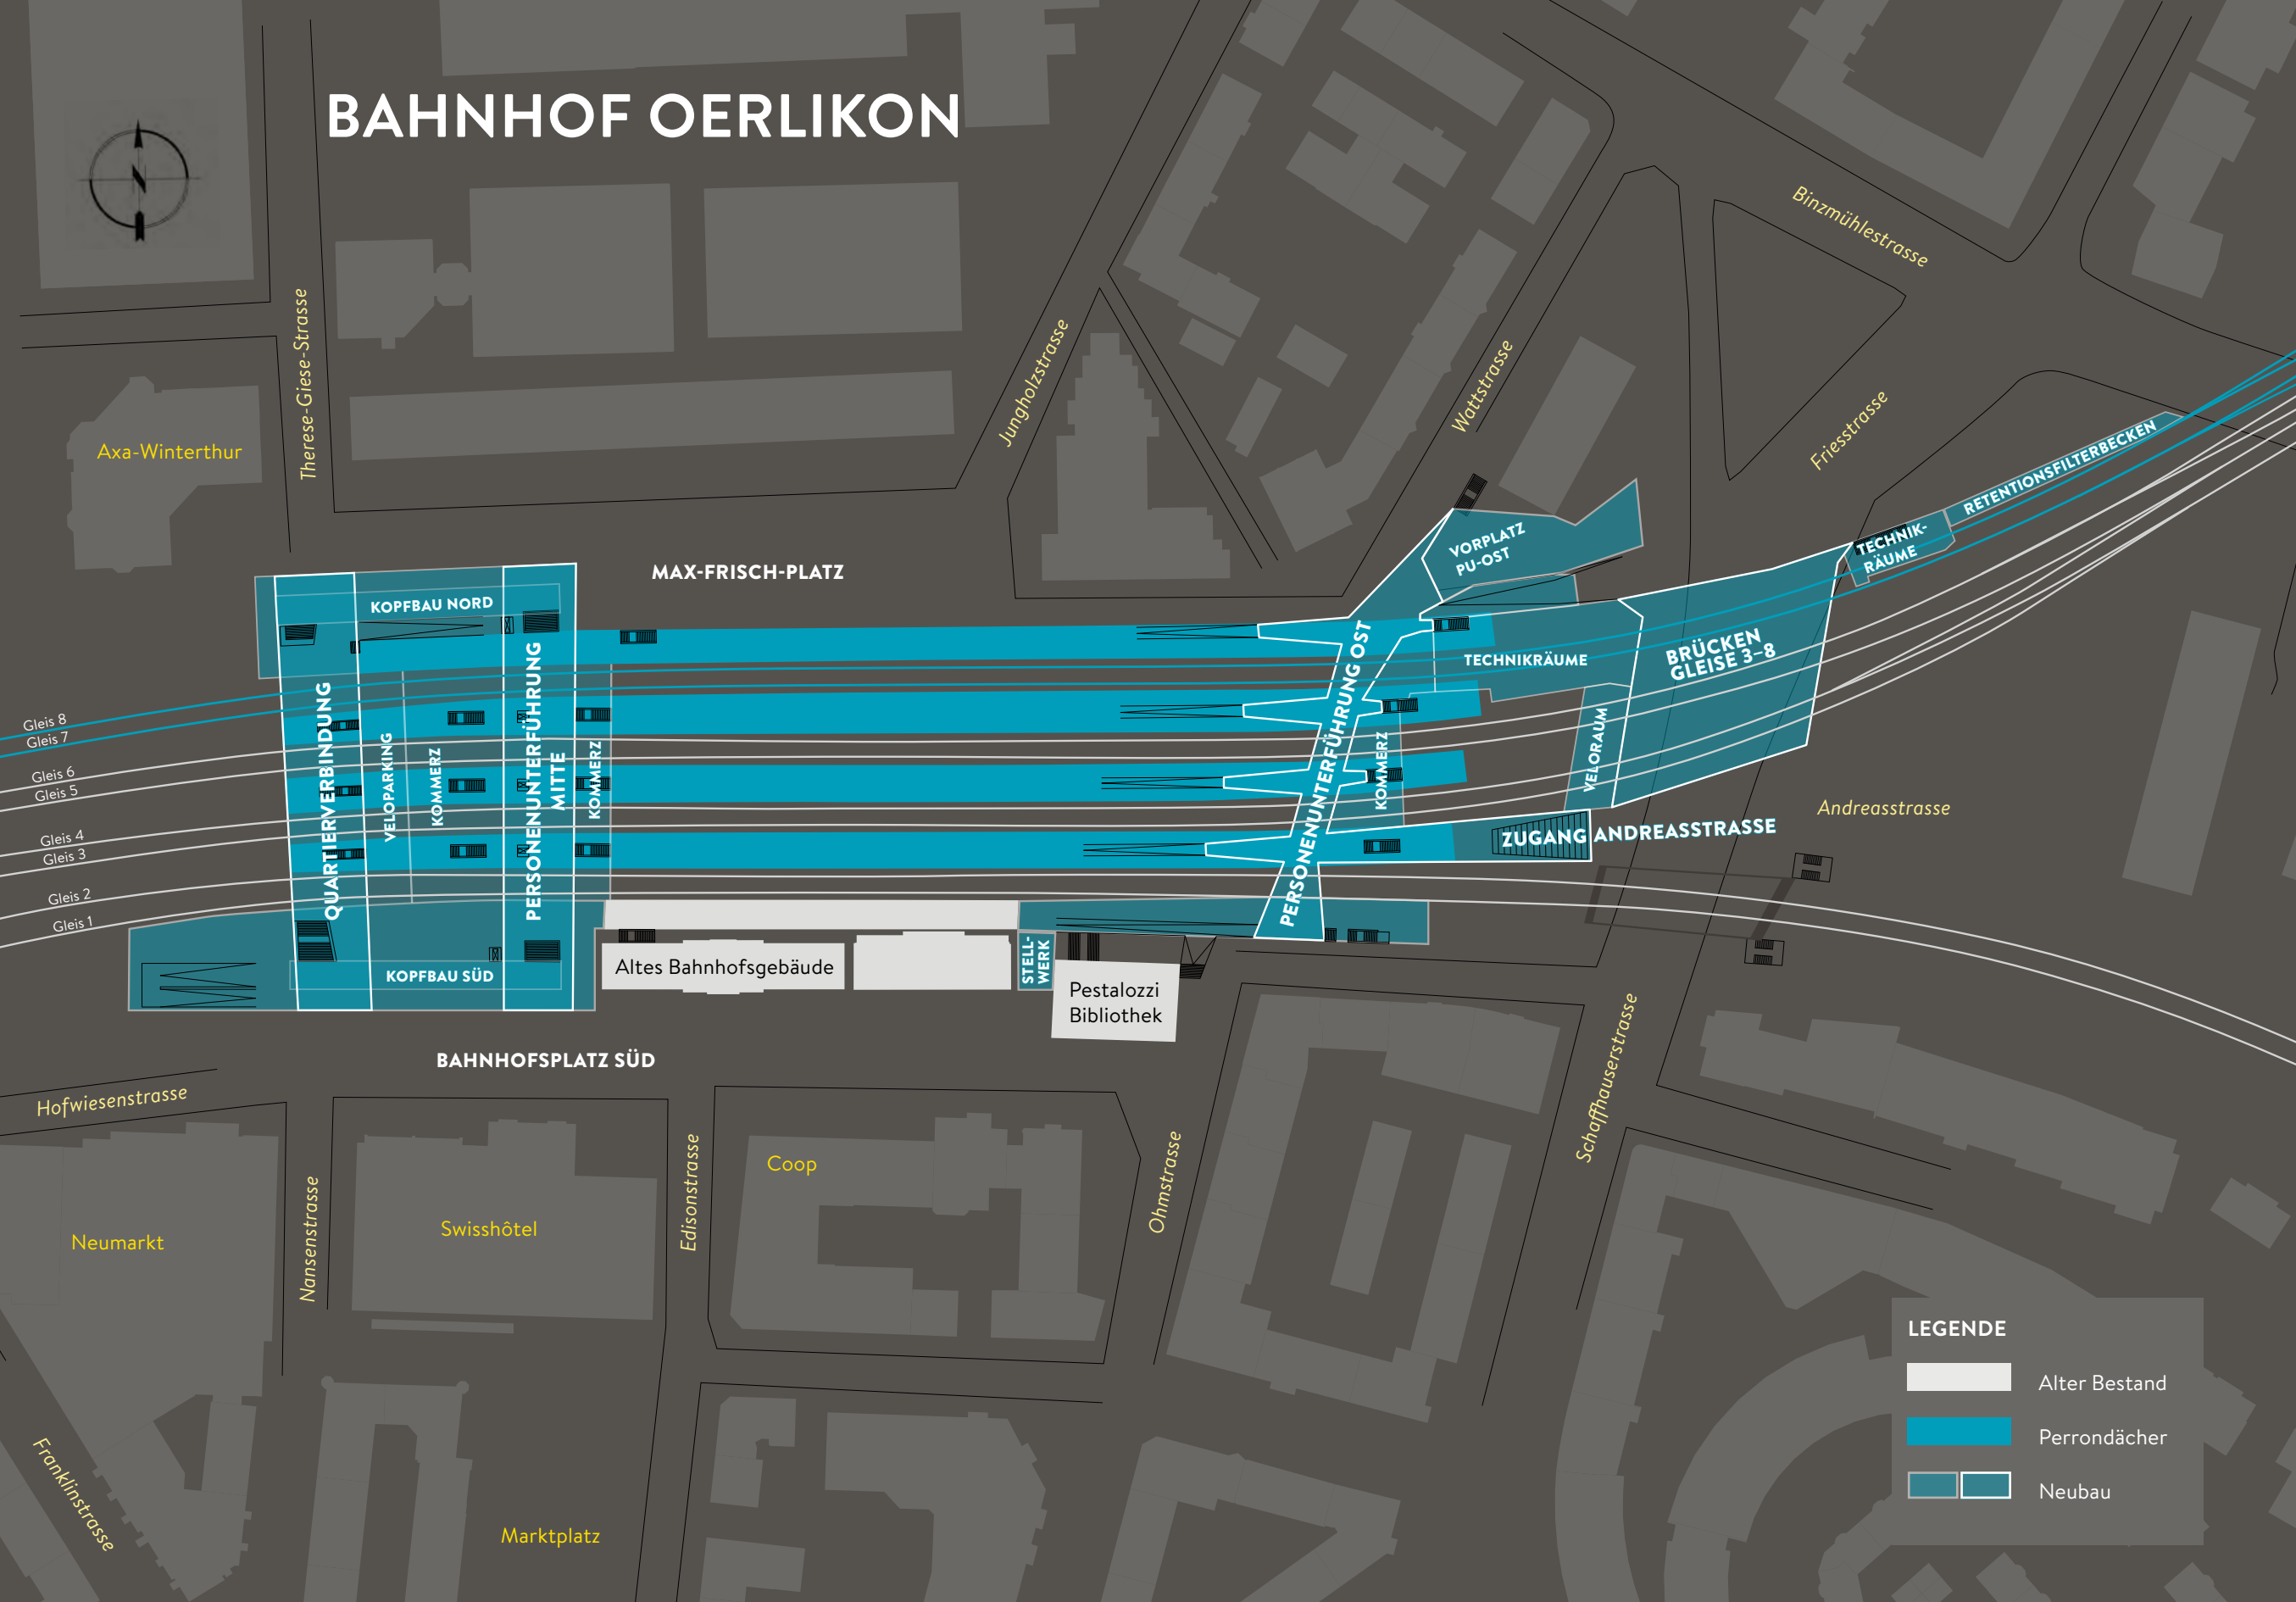 BAHNHOF OERLIKON
N
Binzmühlestrasse
Therese-Giese-Strasse
Jungholzstrasse
Wattstrasse
Friesstrasse
Axa-Winterthur
RETENSIONSFILTERBECKEN
TECHNIK-
RÄUME
VORPLATZ
PU-OST
MAX-FRISCH-PLATZ
KOPFBAU NORD
BRÜCKEN
GLEISE 3–8
TECHNIKRÄUME
Gleis 8
Gleis 7
Gleis 6
Gleis 5
Gleis 4
Gleis 3
Gleis 2
Gleis 1
QUARTIERVERBINDUNG
VELOPARKING
KOMMERZ
PERSONENUNTERFÜHRUNG
MITTE
KOMMERZ
PERSONENUNTERFÜHRUNG OST
KOMMERZ
VELORAUM
ZUGANG ANDREASSTRASSE
Andreasstrasse
KOPFBAU SÜD
Altes Bahnhofsgebäude
STELL-
WERK
Pestalozzi
Bibliothek
BAHNHOFSPLATZ SÜD
Hofwiesenstrasse
Schaffhauserstrasse
Neumarkt
Nansenstrasse
Swisshôtel
Edisonstrasse
Coop
Ohmstrasse
Franklinstrasse
Marktplatz
LEGENDE
Alter Bestand
Perrondächer
Neubau